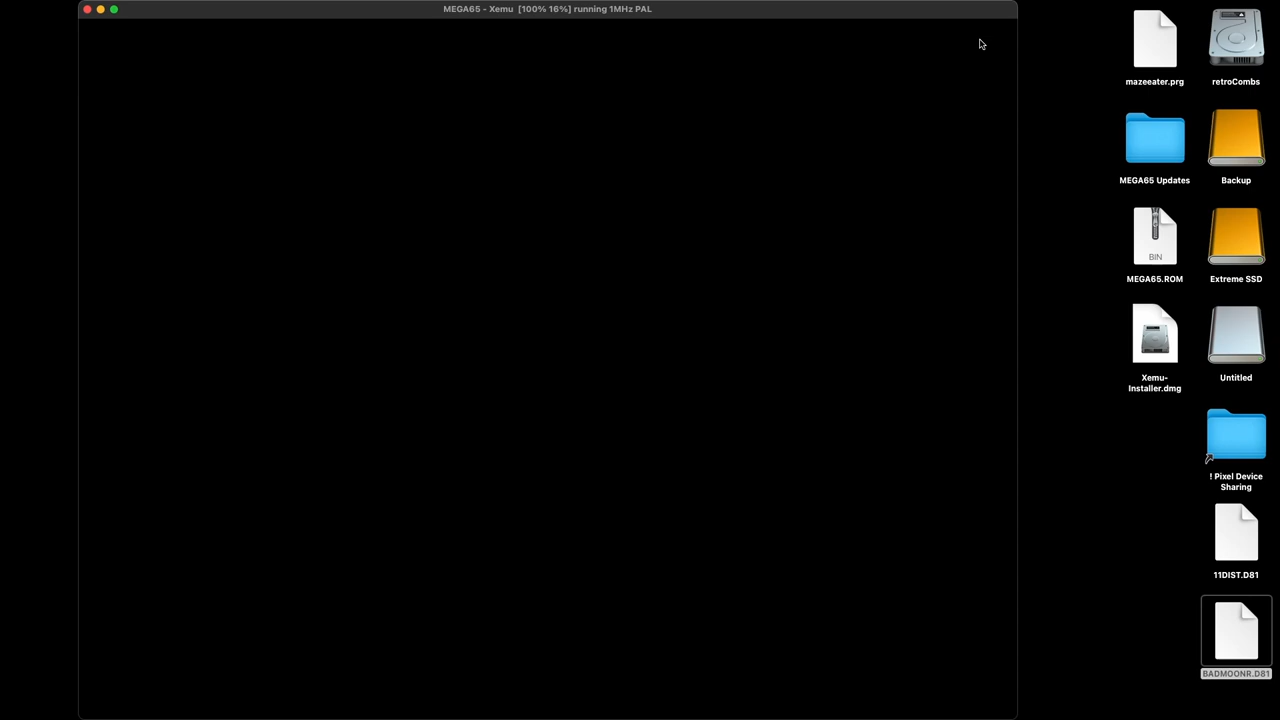 MEGA65 - Xemu [100% 16%] running 1MHz PAL
mazeeater.prg
retroCombs
MEGA65 Updates
Backup
BIN
MEGA65.ROM
Extreme SSD
Xemu-
Installer.dmg
Untitled
! Pixel Device
Sharing
11DIST.D81
BADMOONR.D81